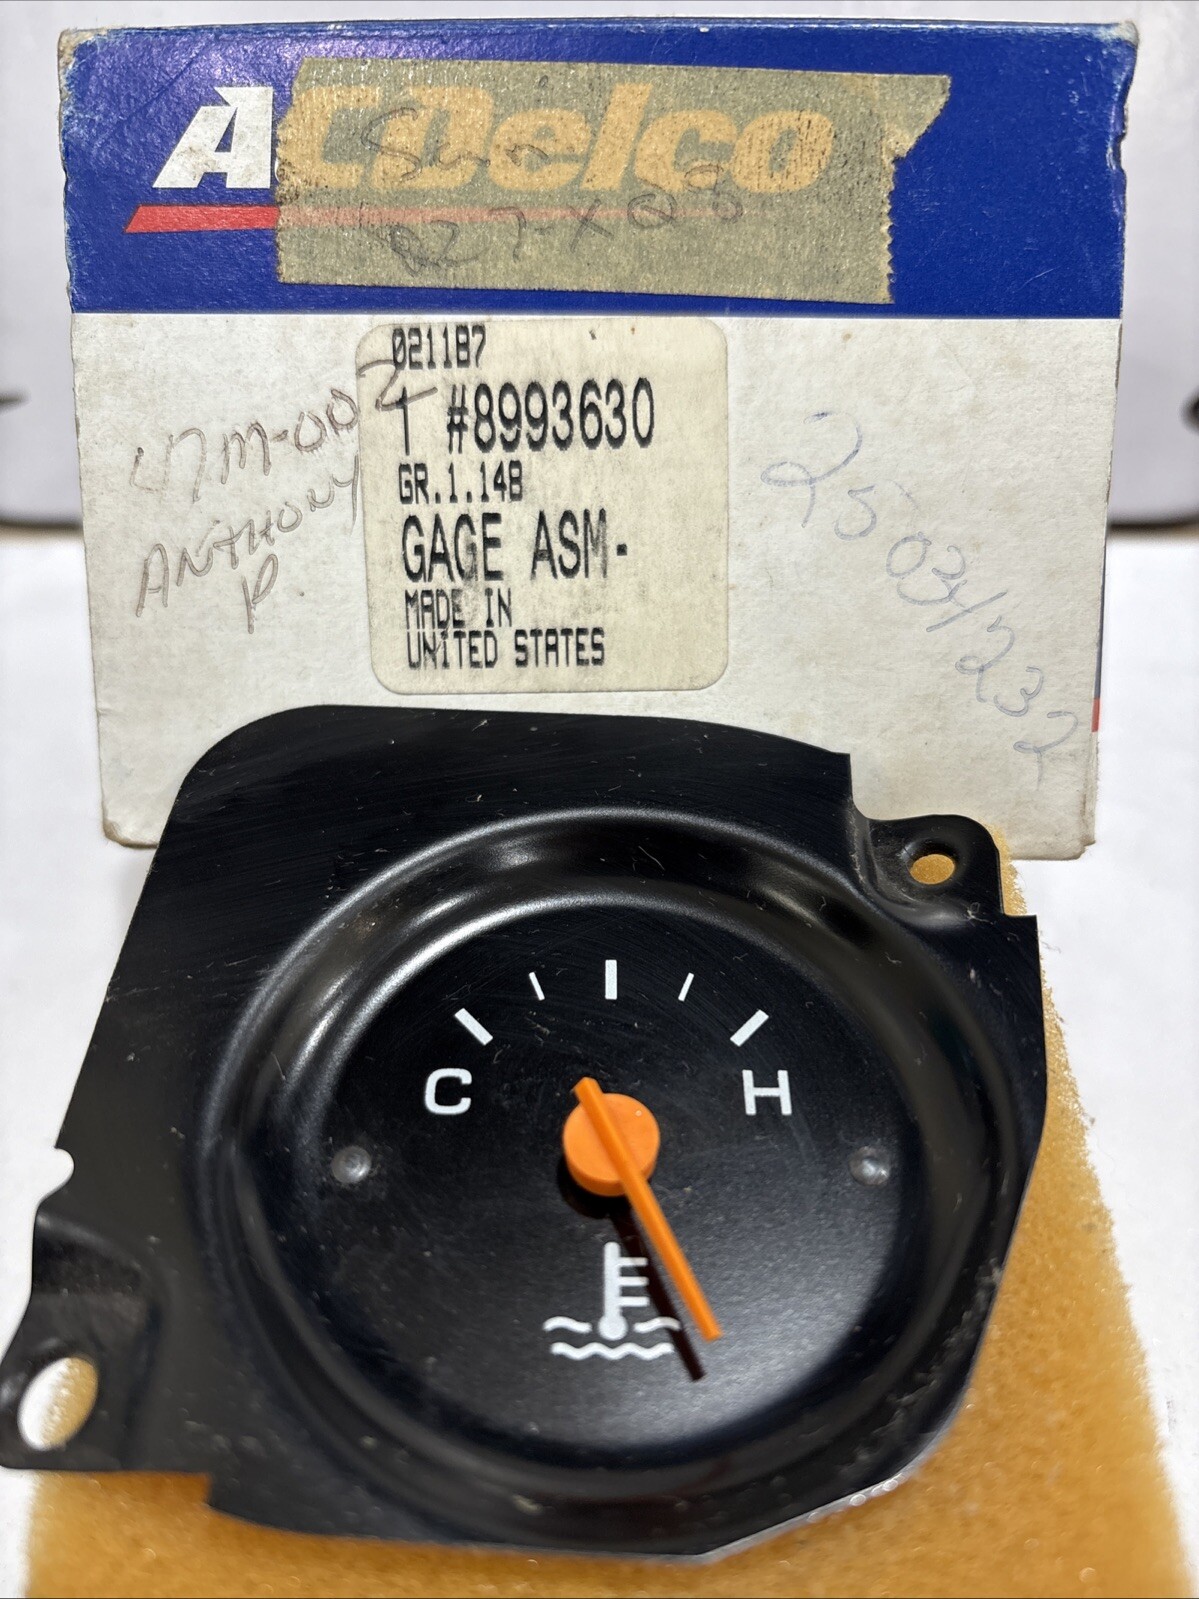 ACDelco
021187
1 #8993630
GR.1.148
GAGE ASM-
MADE IN
UNITED STATES
47M-002
ANTHONY
C H